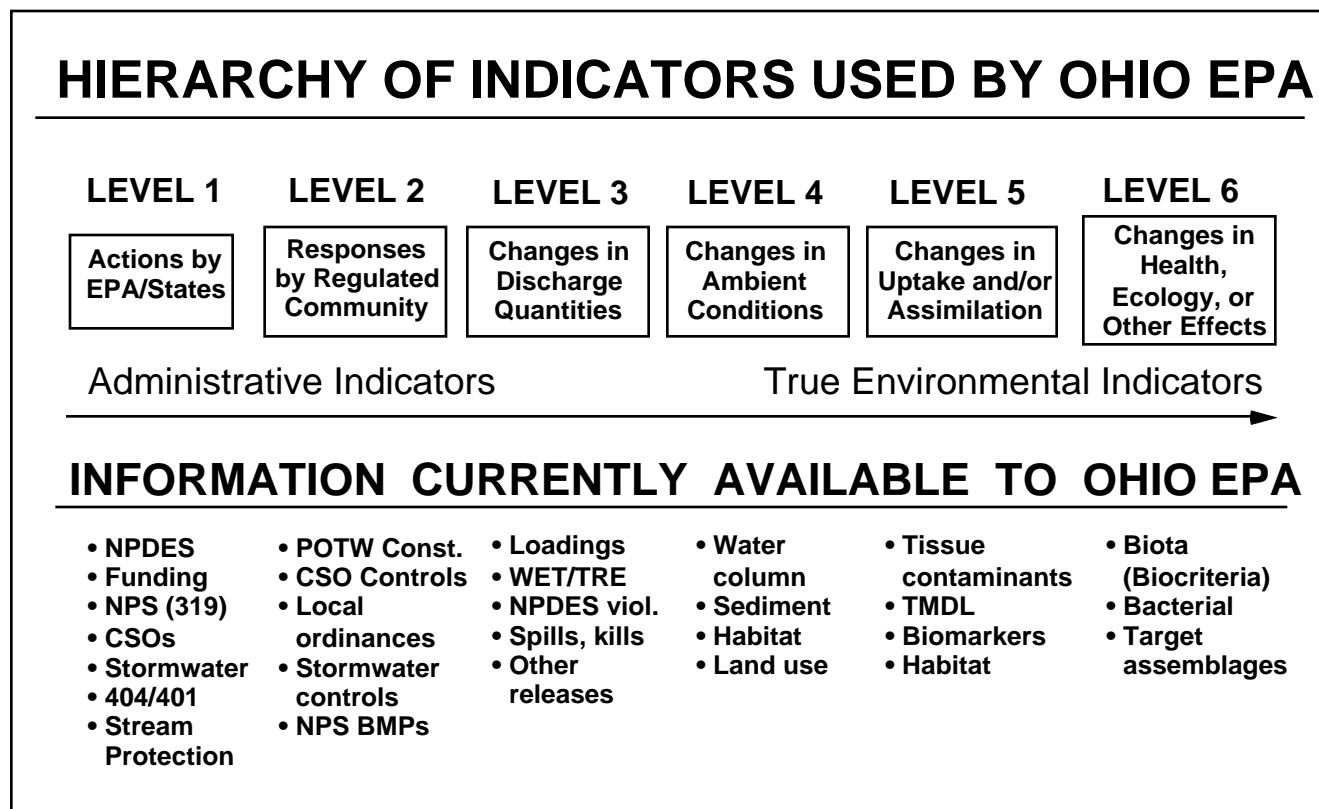 HIERARCHY OF INDICATORS USED BY OHIO EPA
LEVEL 1
Actions by
EPA/States
LEVEL 2
Responses
by Regulated
Community
LEVEL 3
Changes in
Discharge
Quantities
LEVEL 4
Changes in
Ambient
Conditions
LEVEL 5
Changes in
Uptake and/or
Assimilation
LEVEL 6
Changes in
Health,
Ecology, or
Other Effects
Administrative Indicators
True Environmental Indicators
INFORMATION CURRENTLY AVAILABLE TO OHIO EPA
• NPDES
• Funding
• NPS (319)
• CSOs
• Stormwater
• 404/401
• Stream
Protection
• POTW Const.
• CSO Controls
• Local
ordinances
• Stormwater
controls
• NPS BMPs
• Loadings
• WET/TRE
• NPDES viol.
• Spills, kills
• Other
releases
• Water
column
• Sediment
• Habitat
• Land use
• Tissue
contaminants
• TMDL
• Biomarkers
• Habitat
• Biota
(Biocriteria)
• Bacterial
• Target
assemblages